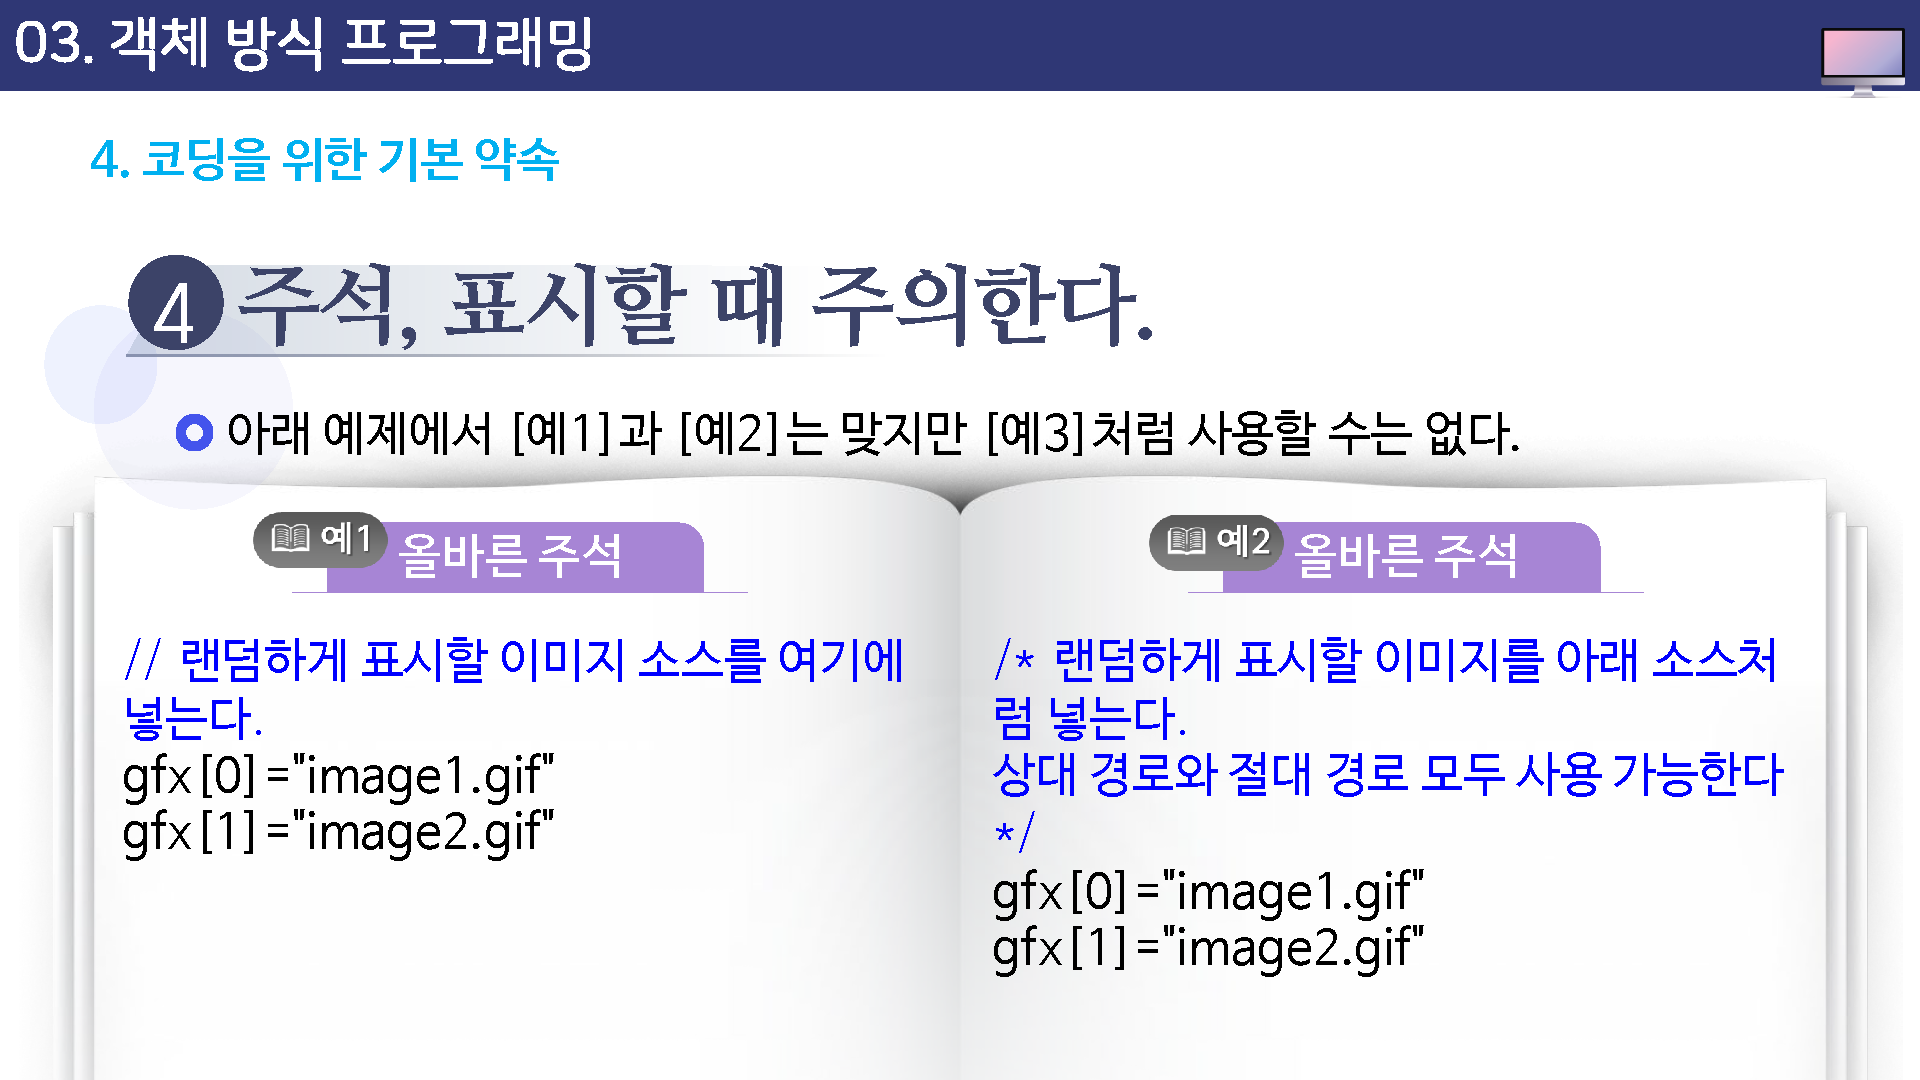 03. 객체 방식 프로그래밍
4. 코딩을 위한 기본 약속
4 주석, 표시할 때 주의한다.
아래 예제에서 [예1]과 [예2]는 맞지만 [예3]처럼 사용할 수는 없다.
예1 올바른 주석
// 랜덤하게 표시할 이미지 소스를 여기에
넣는다.
gfx[0]="image1.gif"
gfx[1]="image2.gif"
예2 올바른 주석
/* 랜덤하게 표시할 이미지를 아래 소스처
럼 넣는다.
상대 경로와 절대 경로 모두 사용 가능한다
*/
gfx[0]="image1.gif"
gfx[1]="image2.gif"